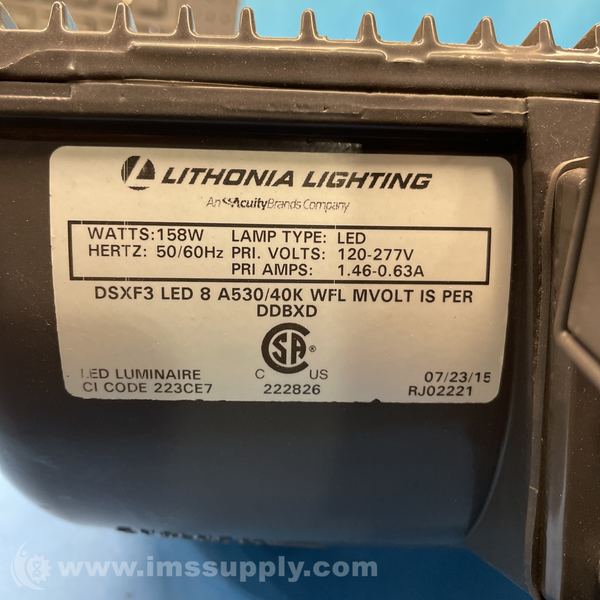 LITHONIA LIGHTING
An AcuityBrands Company
WATTS:158W LAMP TYPE: LED
HERTZ: 50/60Hz PRI. VOLTS: 120-277V
PRI AMPS: 1.46-0.63A
DSXF3 LED 8 A530/40K WFL MVOLT IS PER
DDBXD
SA
C US
LED LUMINAIRE 07/23/15
CI CODE 223CE7 222826 RJ02221
www.imssupply.com